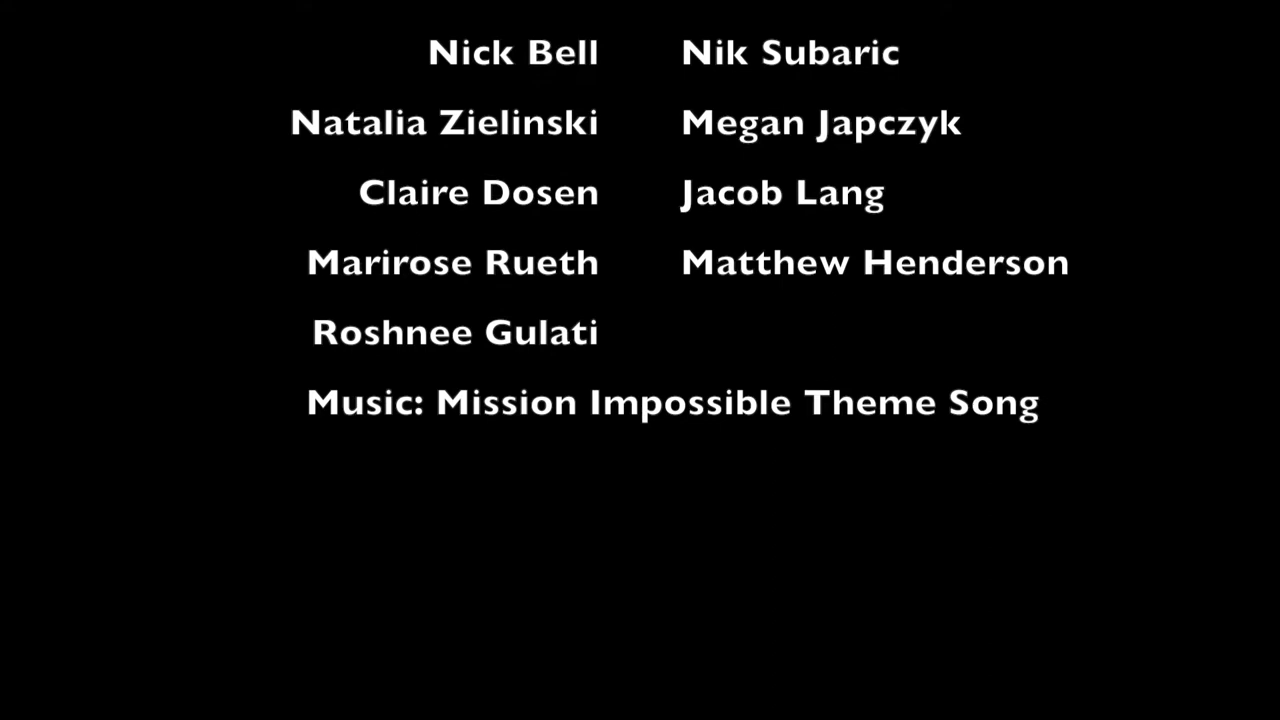 Nick Bell Nik Subaric
Natalia Zielinski Megan Japczyk
Claire Dosen Jacob Lang
Marirose Rueth Matthew Henderson
Roshnee Gulati
Music: Mission Impossible Theme Song